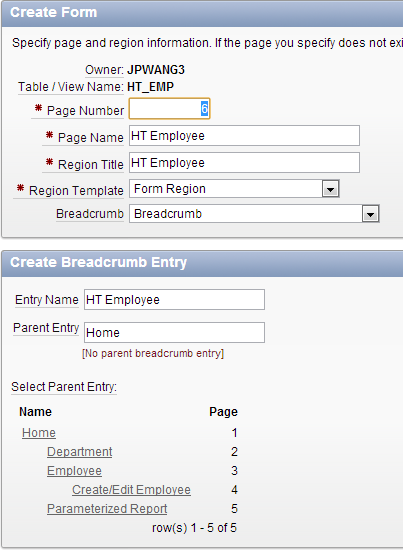 Create Form
Specify page and region information. If the page you specify does not exi
Owner: JPWANG3
Table / View Name: HT_EMP
* Page Number 6
* Page Name HT Employee
* Region Title HT Employee
* Region Template Form Region
Breadcrumb Breadcrumb
Create Breadcrumb Entry
Entry Name HT Employee
Parent Entry Home
[No parent breadcrumb entry]
Select Parent Entry:
Name Page
Home 1
Department 2
Employee 3
Create/Edit Employee 4
Parameterized Report 5
row(s) 1 - 5 of 5